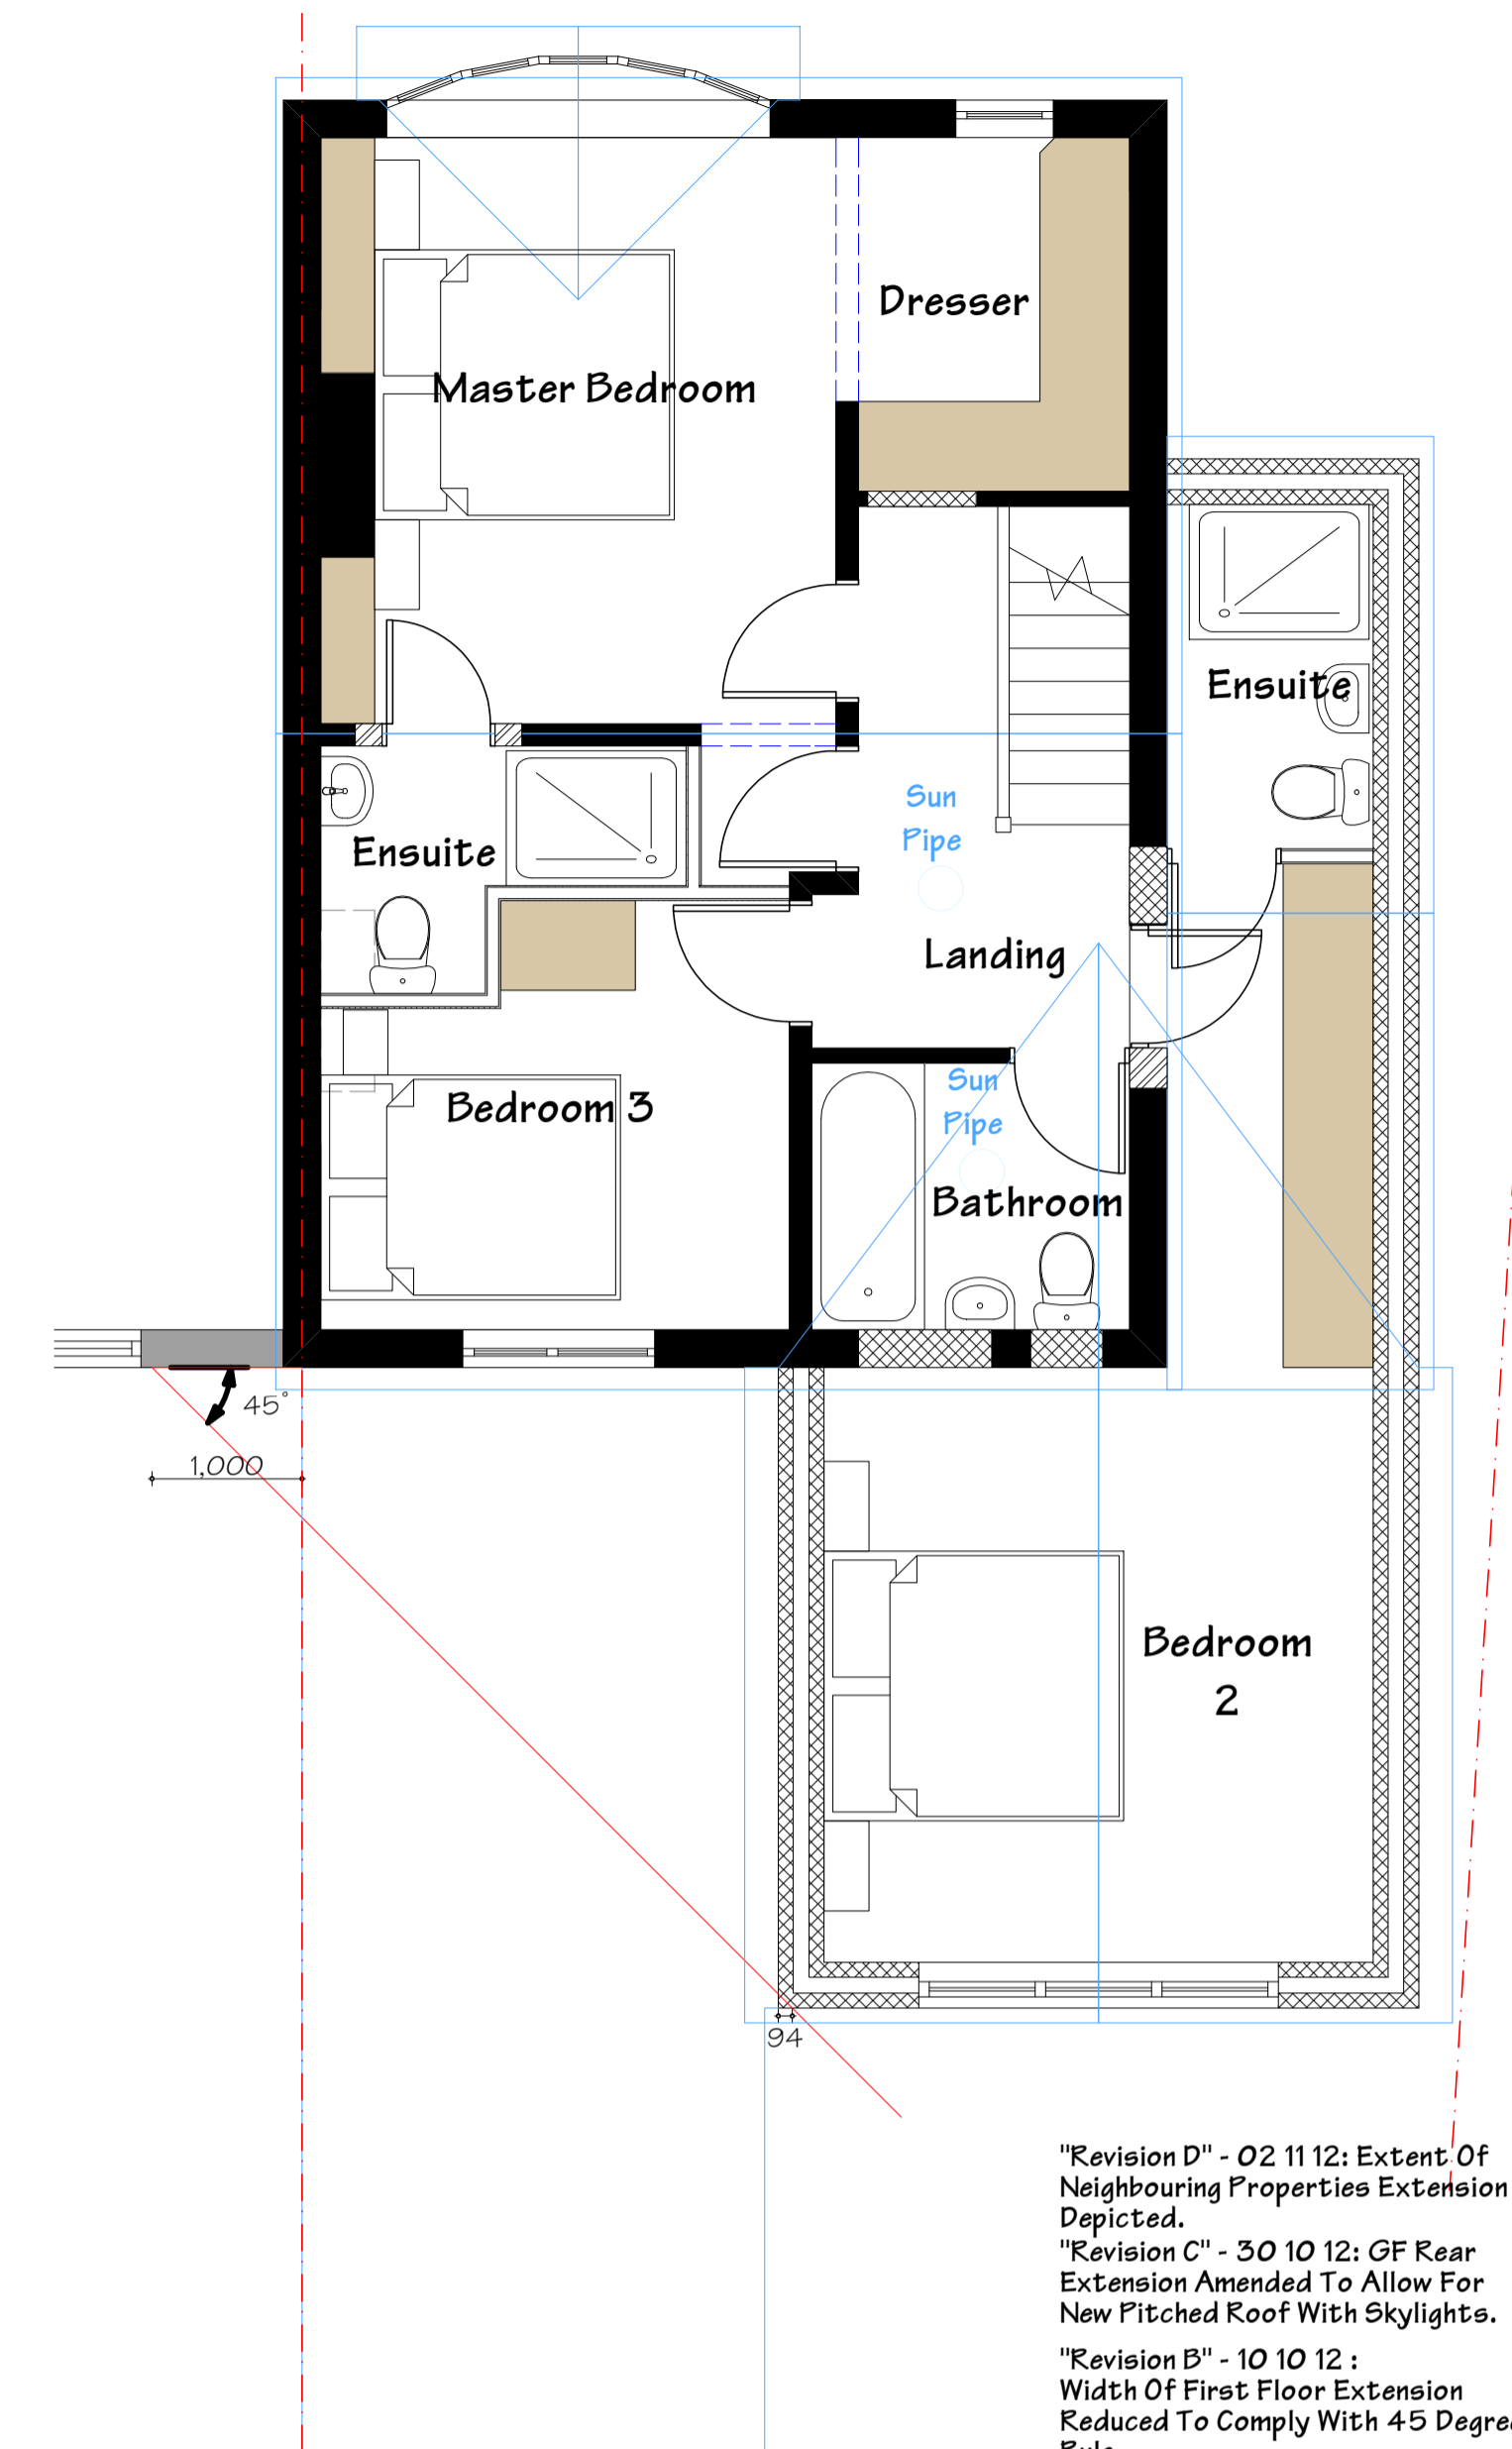 Dresser
Master Bedroom
Ensuite
Sun
Pipe
Ensuite
Landing
Sun
Pipe
Bedroom 3
Bathroom
45°
1,000
Bedroom
2
94
"Revision D" - 02 11 12: Extent Of
Neighbouring Properties Extension
Depicted.
"Revision C" - 30 10 12: GF Rear
Extension Amended To Allow For
New Pitched Roof With Skylights.
"Revision B" - 10 10 12 :
Width Of First Floor Extension
Reduced To Comply With 45 Degree